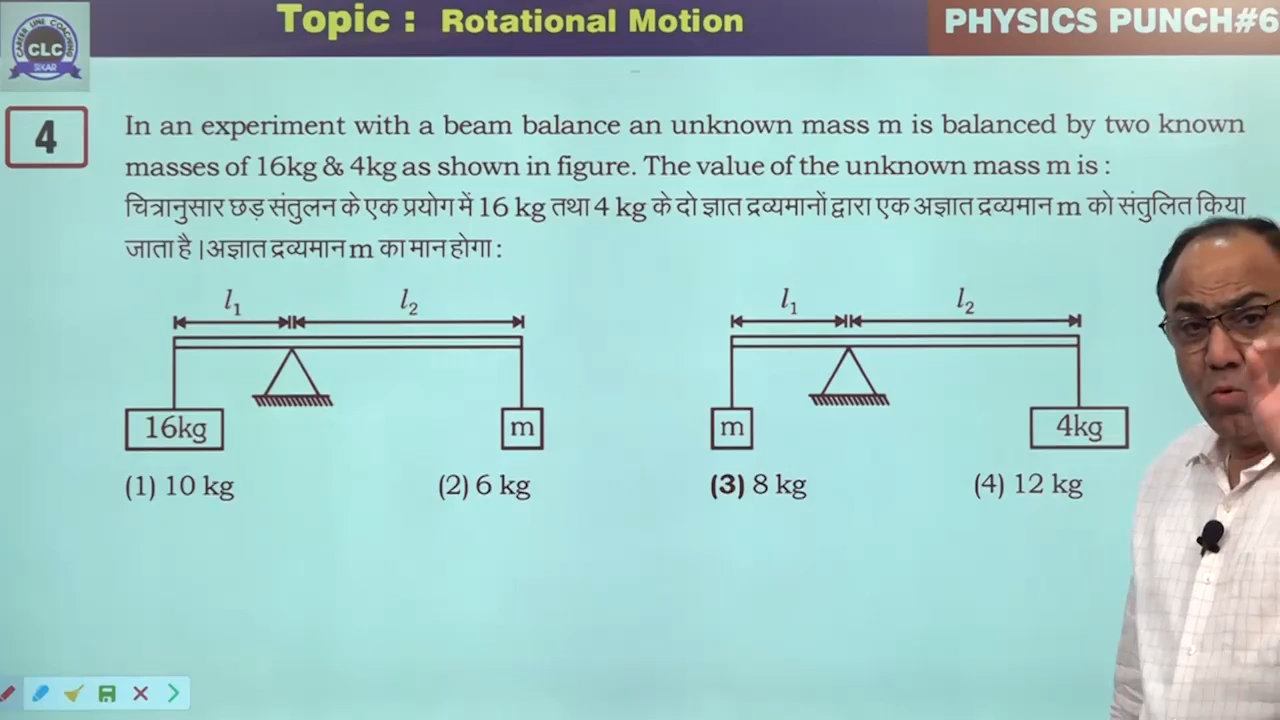 Topic : Rotational Motion
PHYSICS PUNCH#6
CAREER LINE COACHING
CLC
SIKAR
4
In an experiment with a beam balance an unknown mass m is balanced by two known
masses of 16kg & 4kg as shown in figure. The value of the unknown mass m is :
चित्रानुसार छड़ संतुलन के एक प्रयोग में 16 kg तथा 4 kg के दो ज्ञात द्रव्यमानों द्वारा एक अज्ञात द्रव्यमान m को संतुलित किया
जाता है। अज्ञात द्रव्यमान m का मान होगा :
l₁ l₂ l₁ l₂
16kg m m 4kg
(1) 10 kg (2) 6 kg (3) 8 kg (4) 12 kg